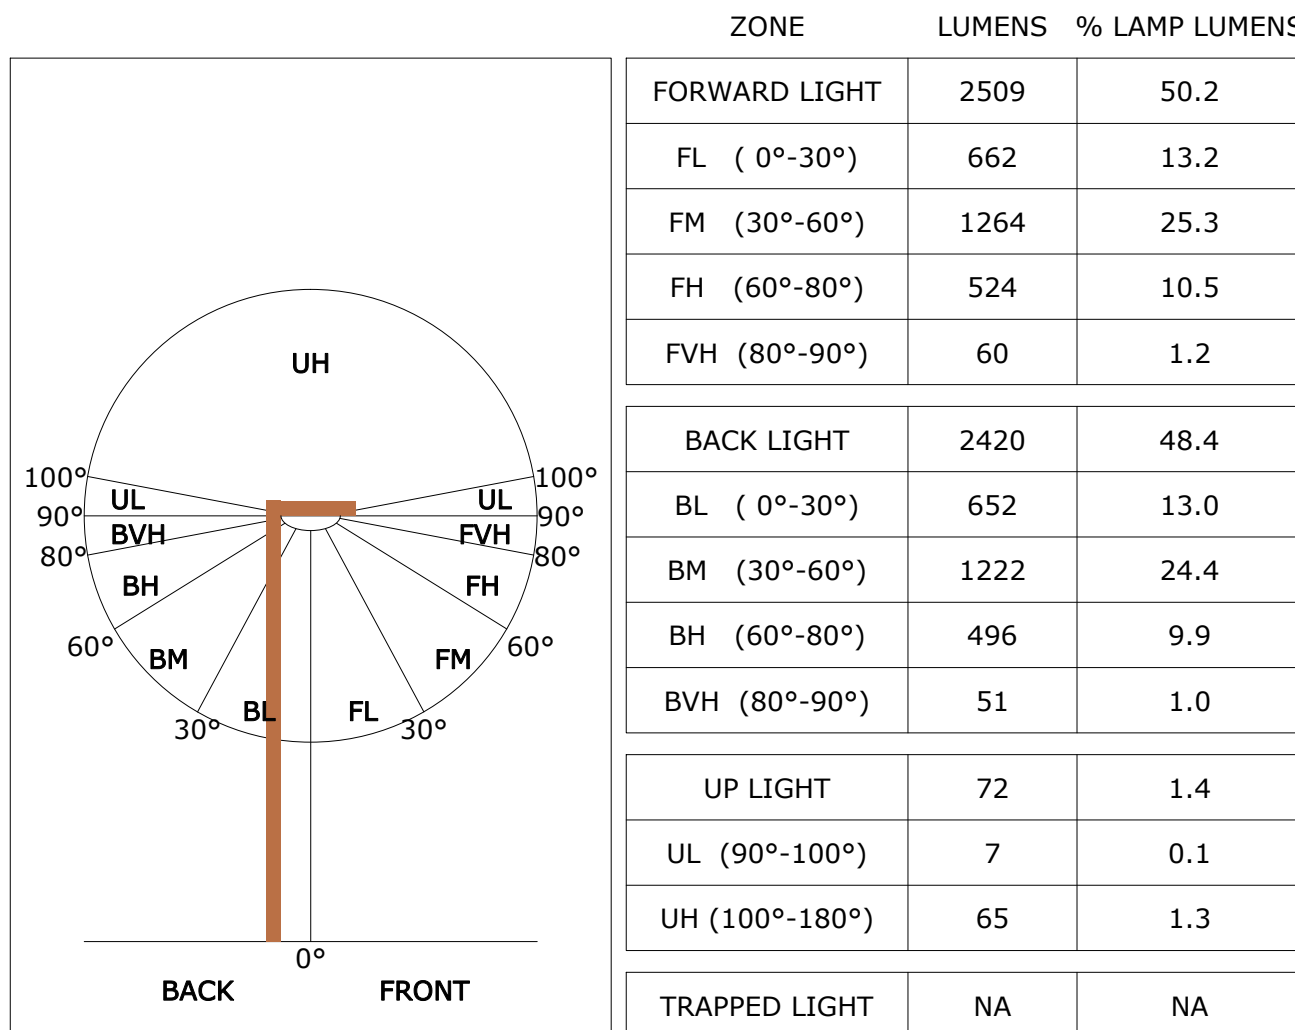 ZONE LUMENS % LAMP LUMENS
FORWARD LIGHT 2509 50.2
FL ( 0°-30°) 662 13.2
FM (30°-60°) 1264 25.3
FH (60°-80°) 524 10.5
FVH (80°-90°) 60 1.2
BACK LIGHT 2420 48.4
BL ( 0°-30°) 652 13.0
BM (30°-60°) 1222 24.4
BH (60°-80°) 496 9.9
BVH (80°-90°) 51 1.0
UP LIGHT 72 1.4
UL (90°-100°) 7 0.1
UH (100°-180°) 65 1.3
TRAPPED LIGHT NA NA
UH
100° 100°
UL UL
90° 90°
BVH FVH
80° 80°
BH FH
60° 60°
BM FM
BL FL
30° 30°
0°
BACK FRONT